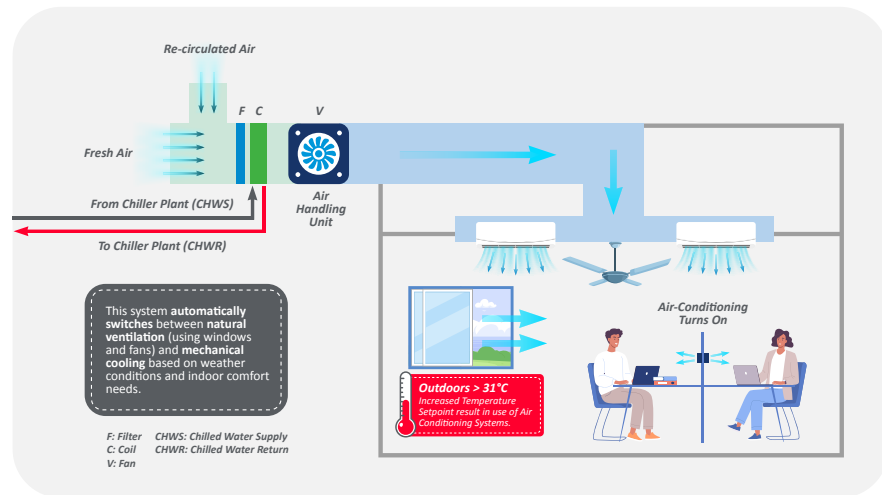 Re-circulated Air
F C V
Fresh Air
Air
Handling
Unit
From Chiller Plant (CHWS)
To Chiller Plant (CHWR)
This system automatically
switches between natural
ventilation (using windows
and fans) and mechanical
cooling based on weather
conditions and indoor comfort
needs.
Air-Conditioning
Turns On
Outdoors > 31°C
Increased Temperature
Setpoint result in use of Air
Conditioning Systems.
F: Filter CHWS: Chilled Water Supply
C: Coil CHWR: Chilled Water Return
V: Fan